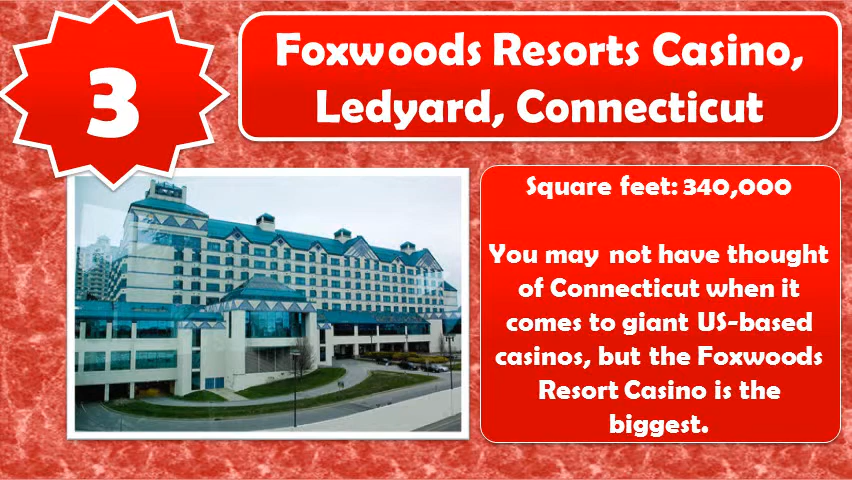 3
Foxwoods Resorts Casino,
Ledyard, Connecticut
Square feet: 340,000
You may not have thought
of Connecticut when it
comes to giant US-based
casinos, but the Foxwoods
Resort Casino is the
biggest.